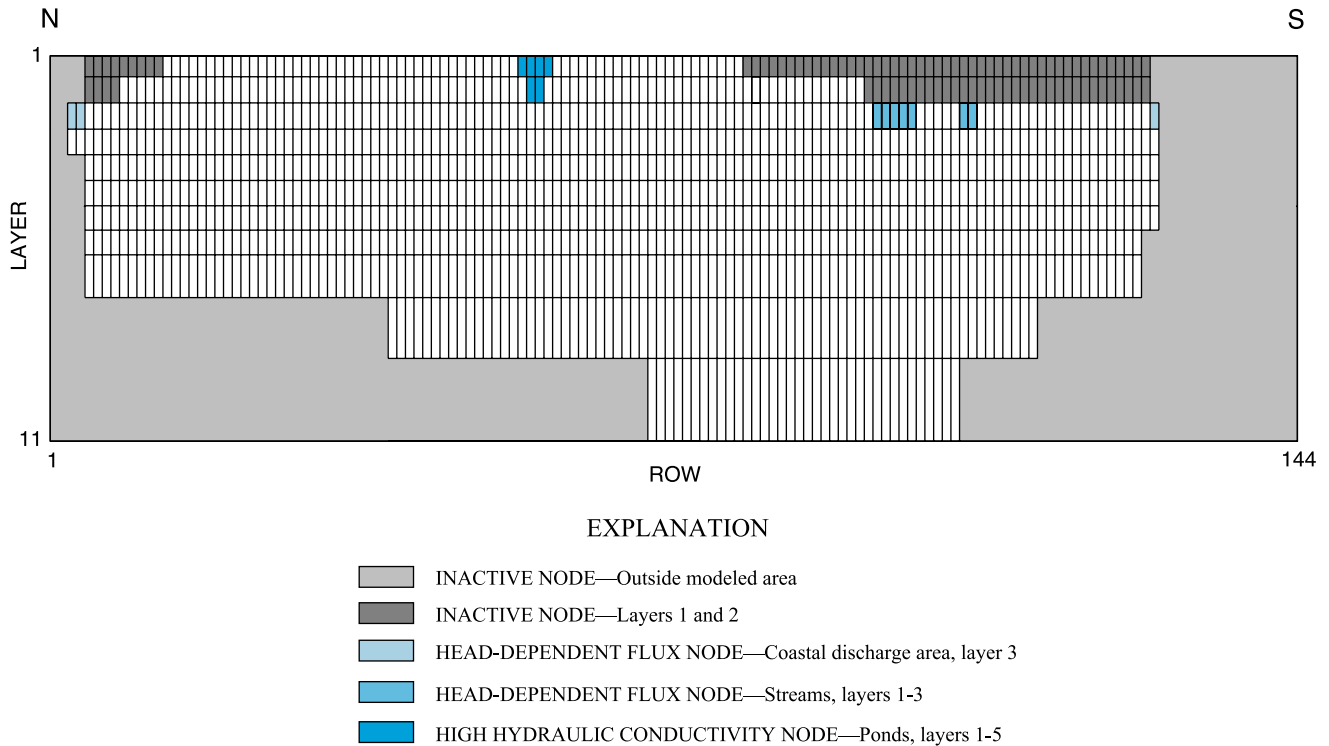 N
S
1
LAYER
11
1
144
ROW
EXPLANATION
INACTIVE NODE—Outside modeled area
INACTIVE NODE—Layers 1 and 2
HEAD-DEPENDENT FLUX NODE—Coastal discharge area, layer 3
HEAD-DEPENDENT FLUX NODE—Streams, layers 1-3
HIGH HYDRAULIC CONDUCTIVITY NODE—Ponds, layers 1-5